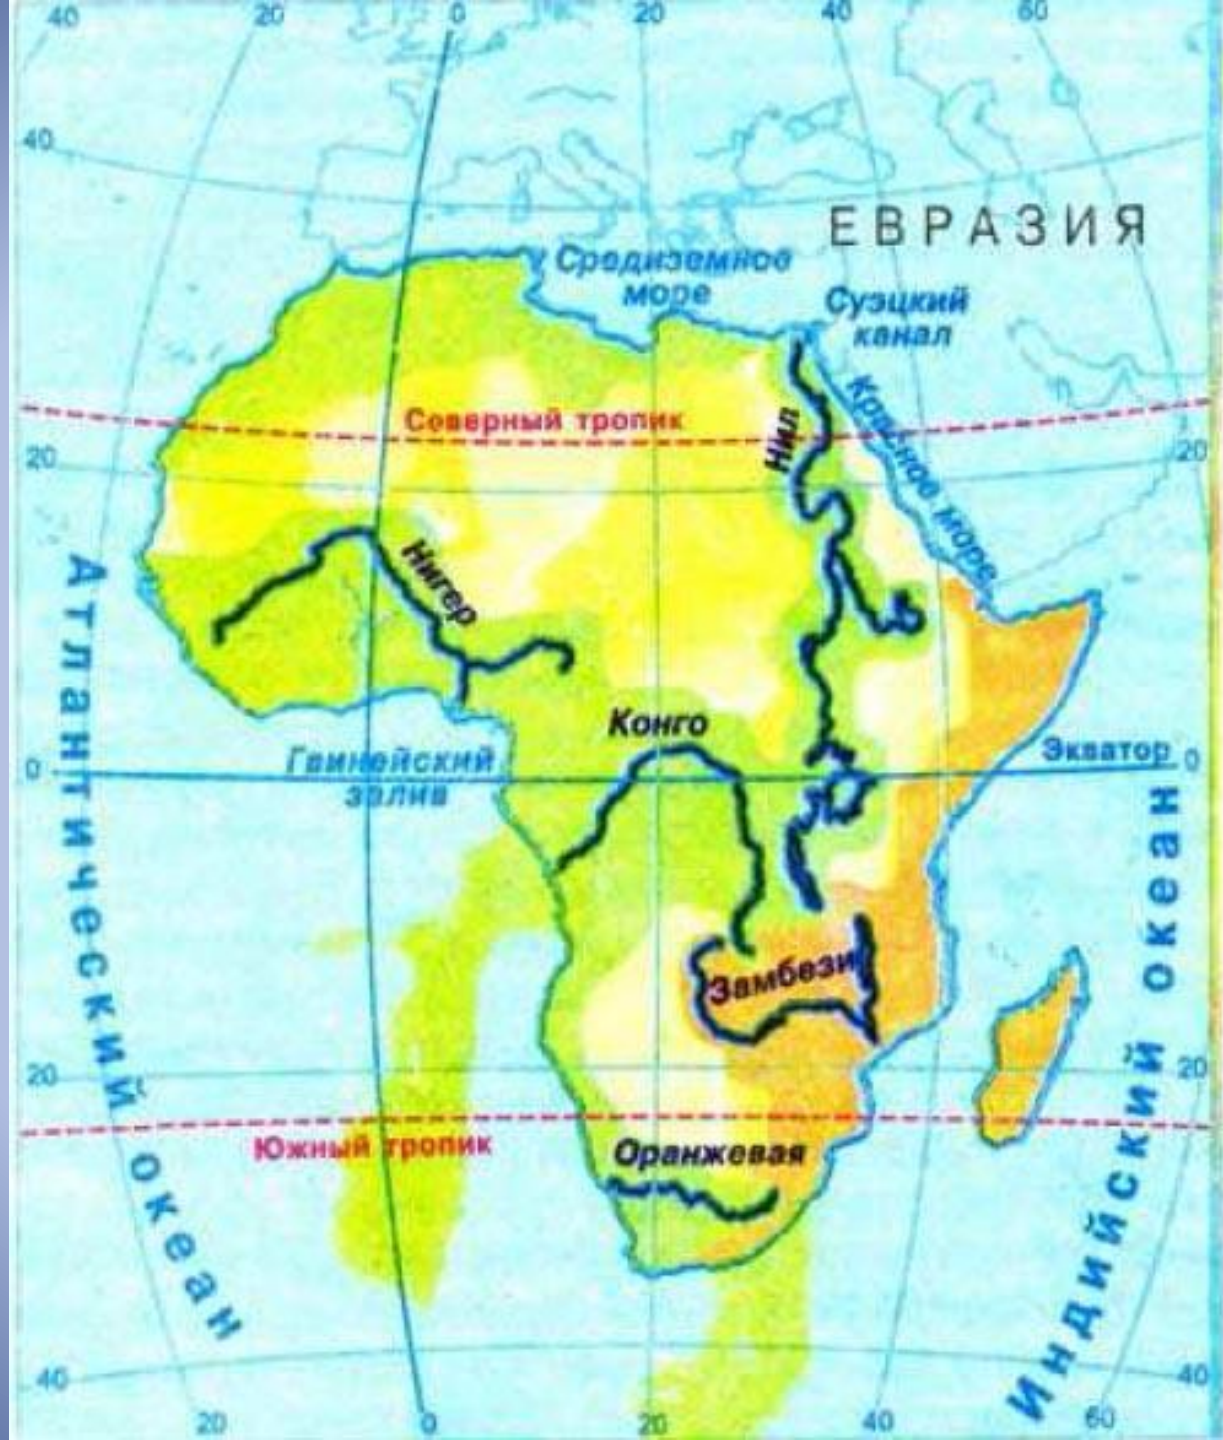 40
20
0
20
40
60
40
ЕВРАЗИЯ
Средиземное
море
Суэцкий
канал
Красное море
Северный тропик
Нил
20
20
Нигер
Атлантический океан
Конго
Гвинейский
залив
Экватор
0
0
Индийский океан
Замбези
20
20
Южный тропик
Оранжевая
40
40
20
0
20
40
60